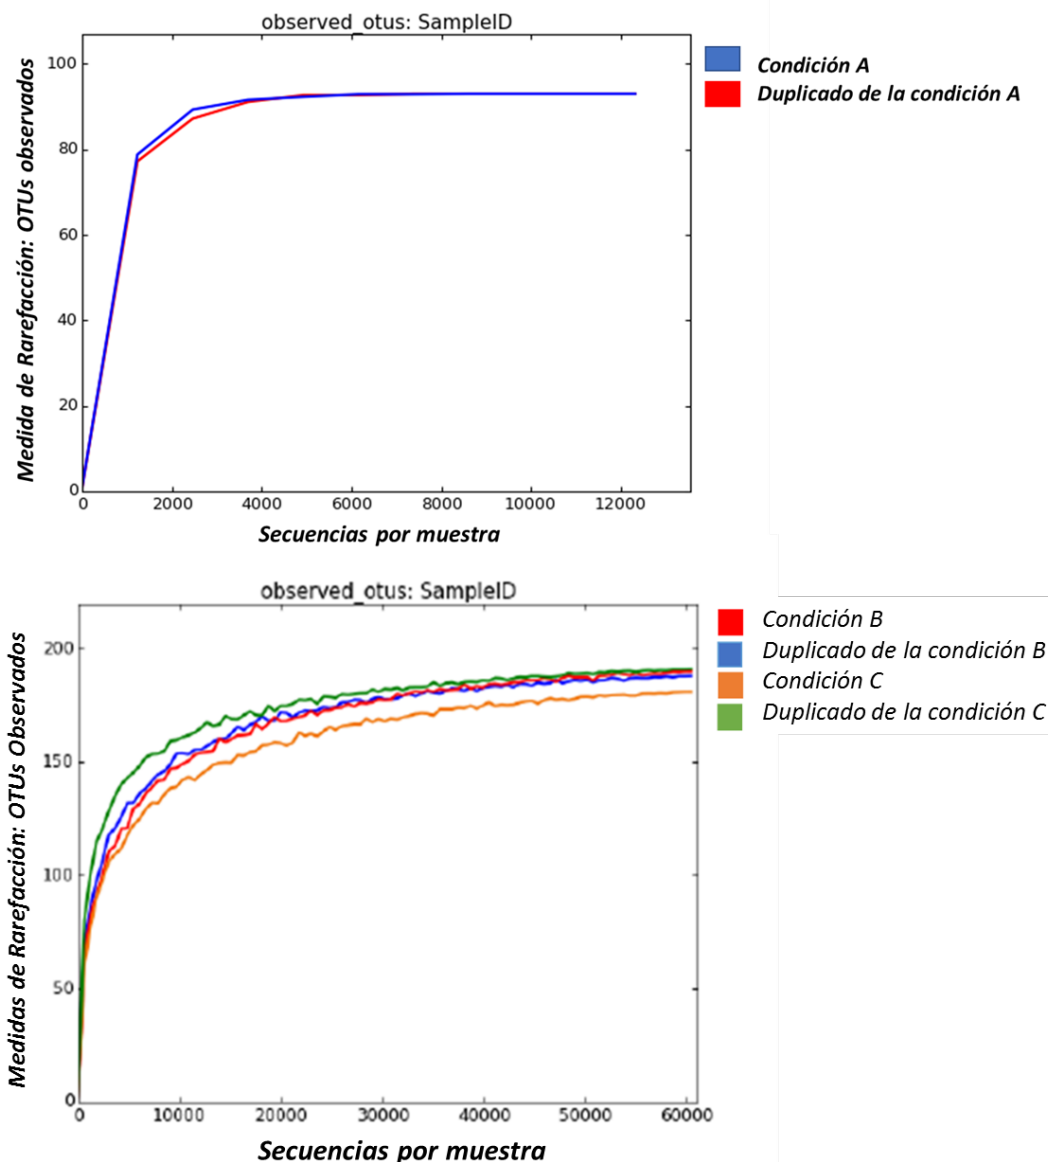 observed_otus: SampleID
Medida de Rarefacción: OTUs observados
100
80
60
40
20
0
0 2000 4000 6000 8000 10000 12000
Secuencias por muestra
Condición A
Duplicado de la condición A
observed_otus: SampleID
Medidas de Rarefacción: OTUs Observados
200
150
100
50
0
0 10000 20000 30000 40000 50000 60000
Secuencias por muestra
Condición B
Duplicado de la condición B
Condición C
Duplicado de la condición C